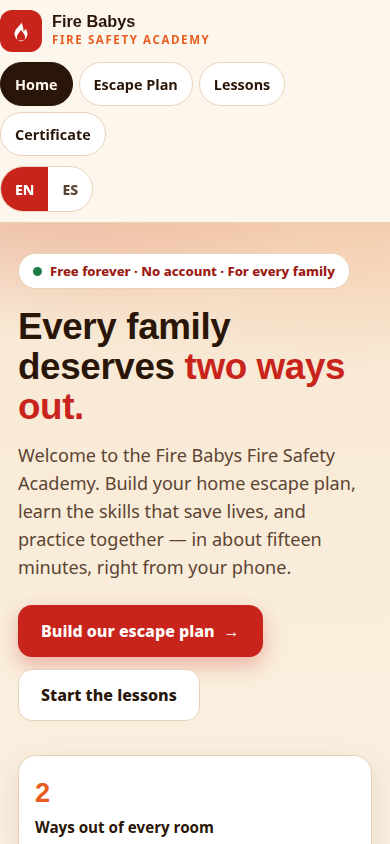 Fire Babys
FIRE SAFETY ACADEMY
Home
Escape Plan
Lessons
Certificate
EN
ES
Free forever · No account · For every family
Every family
deserves two ways
out.
Welcome to the Fire Babys Fire Safety
Academy. Build your home escape plan,
learn the skills that save lives, and
practice together — in about fifteen
minutes, right from your phone.
Build our escape plan →
Start the lessons
2
Ways out of every room